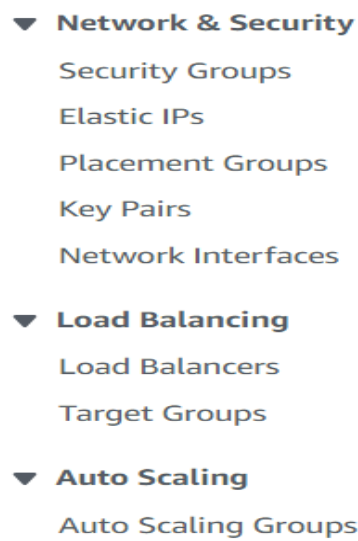 Network & Security
Security Groups
Elastic IPs
Placement Groups
Key Pairs
Network Interfaces
Load Balancing
Load Balancers
Target Groups
Auto Scaling
Auto Scaling Groups